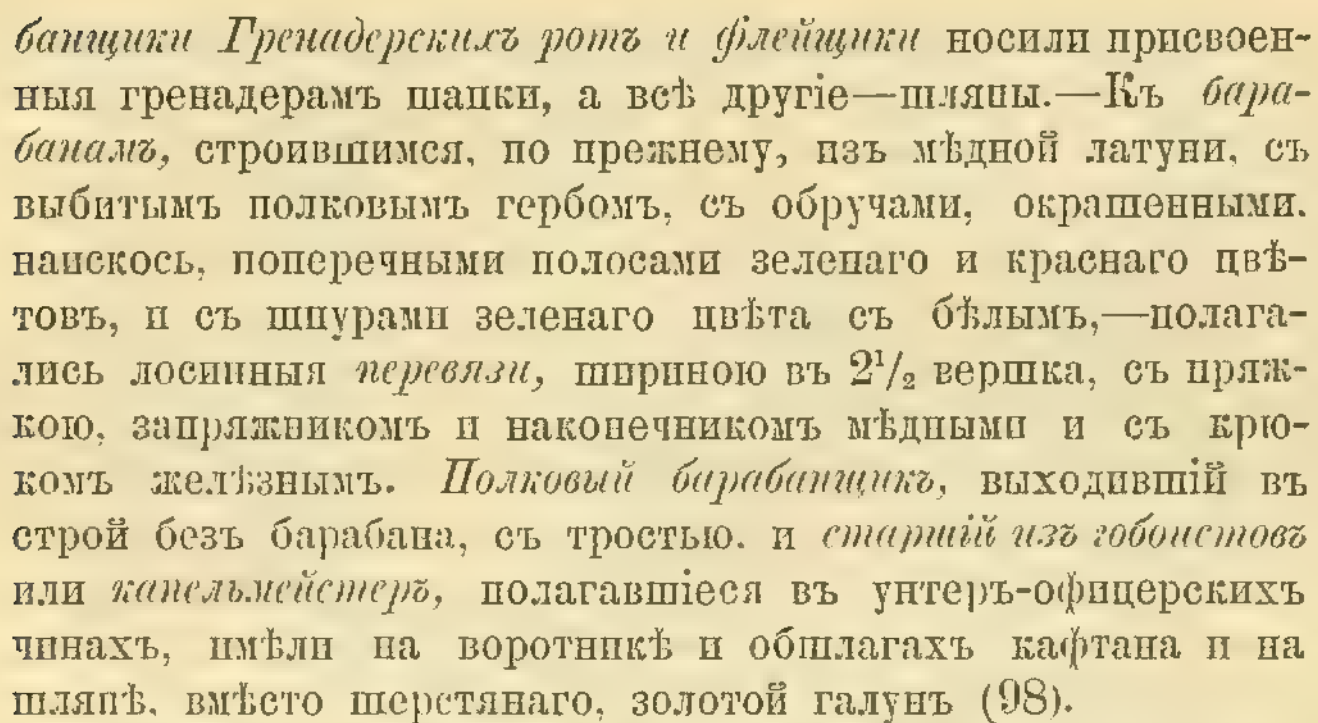 банщики Гренадерскихъ ротъ и флейщики носили присвоен-
ныя гренадерамъ шапки, а всѣ другіе—шляпы.—Къ бара-
банамъ, строившимся, по прежнему, изъ мѣдной латуни, съ
выбитымъ полковымъ гербомъ, съ обручами, окрашенными.
наискось, поперечными полосами зеленаго и краснаго цвѣ-
товъ, и съ шнурами зеленаго цвѣта съ бѣлымъ,—полага-
лись лосинныя перевязи, шириною въ 2½ вершка, съ пряж-
кою, запряжникомъ и наконечникомъ мѣдными и съ крю-
комъ желѣзнымъ. Полковый барабанщикъ, выходившій въ
строй безъ барабана, съ тростью. и старшій изъ гобоистовъ
или капельмейстеръ, полагавшіеся въ унтеръ-офицерскихъ
чинахъ, имѣли на воротникѣ и обшлагахъ кафтана и на
шляпѣ, вмѣсто шерстянаго, золотой галунъ (98).